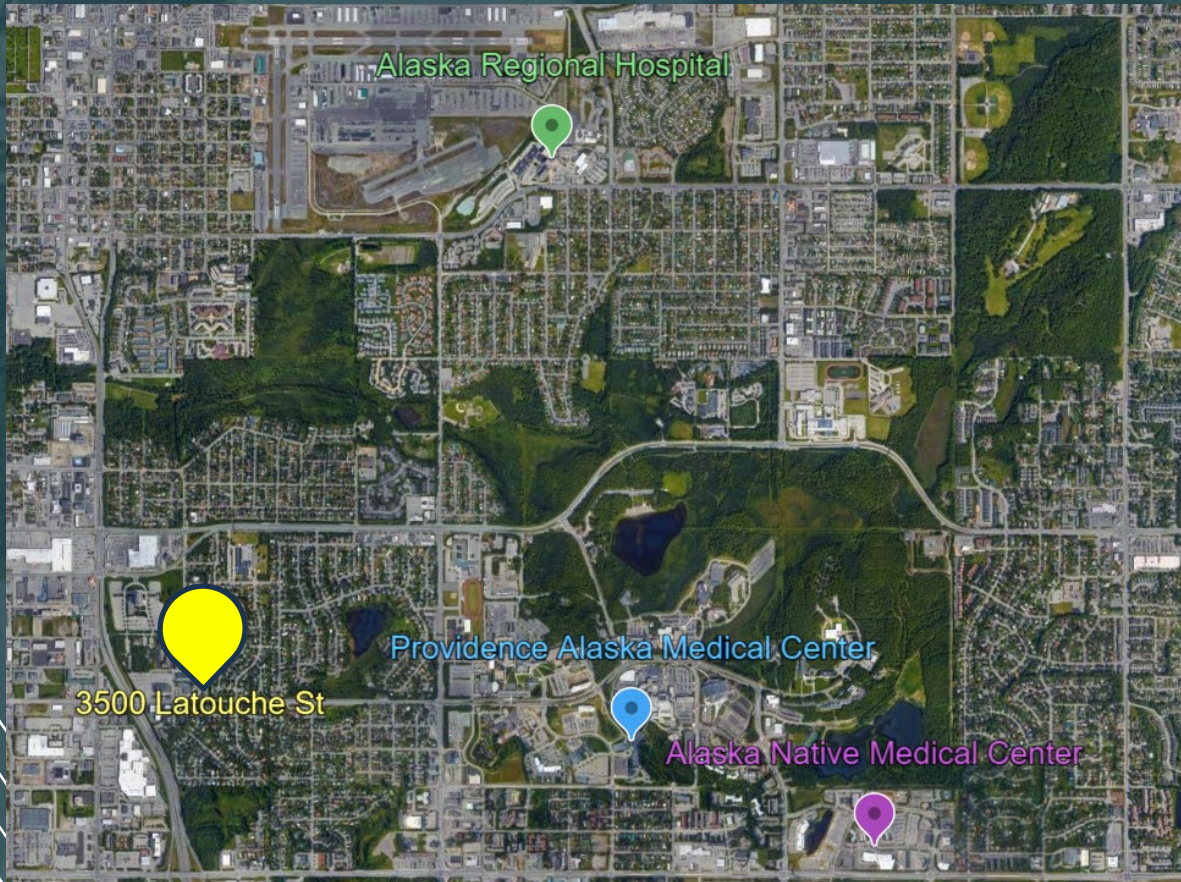 Alaska Regional Hospital
Providence Alaska Medical Center
3500 Latouche St
Alaska Native Medical Center